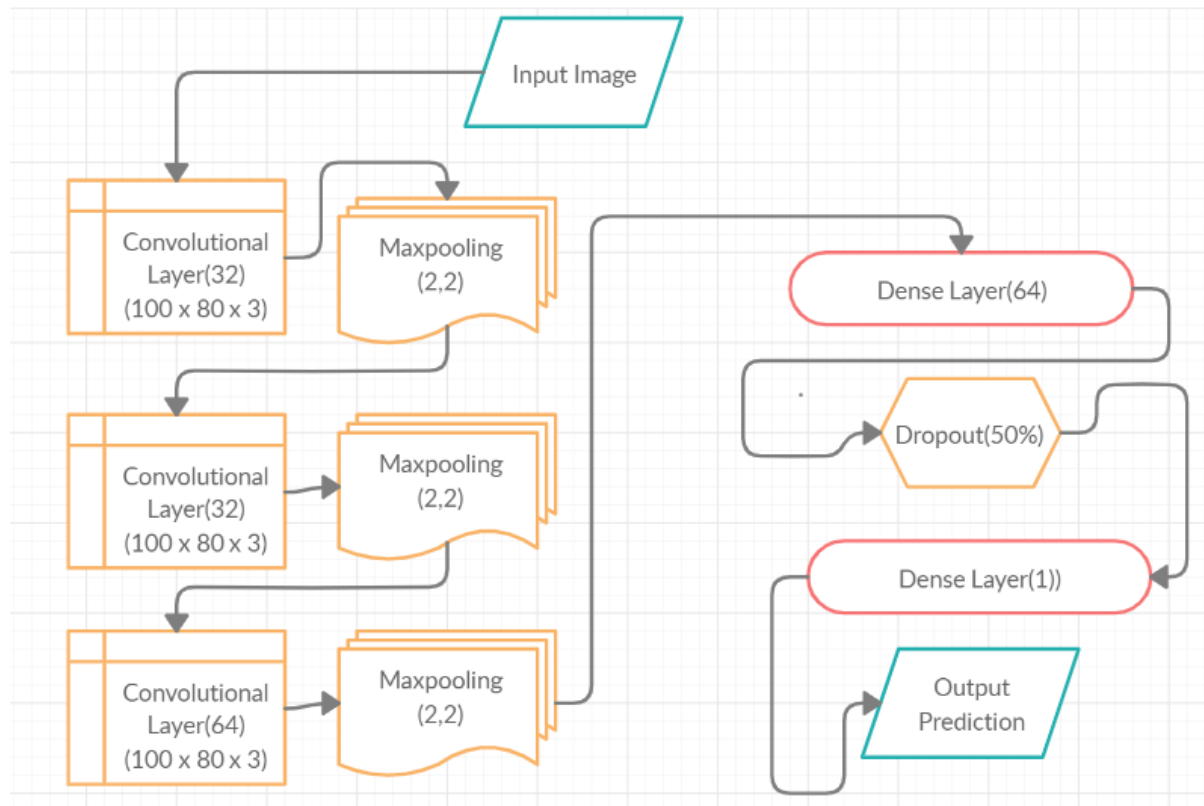 Input Image
Convolutional
Layer(32)
(100 x 80 x 3)
Maxpooling
(2,2)
Convolutional
Layer(32)
(100 x 80 x 3)
Maxpooling
(2,2)
Convolutional
Layer(64)
(100 x 80 x 3)
Maxpooling
(2,2)
Dense Layer(64)
Dropout(50%)
Dense Layer(1))
Output
Prediction